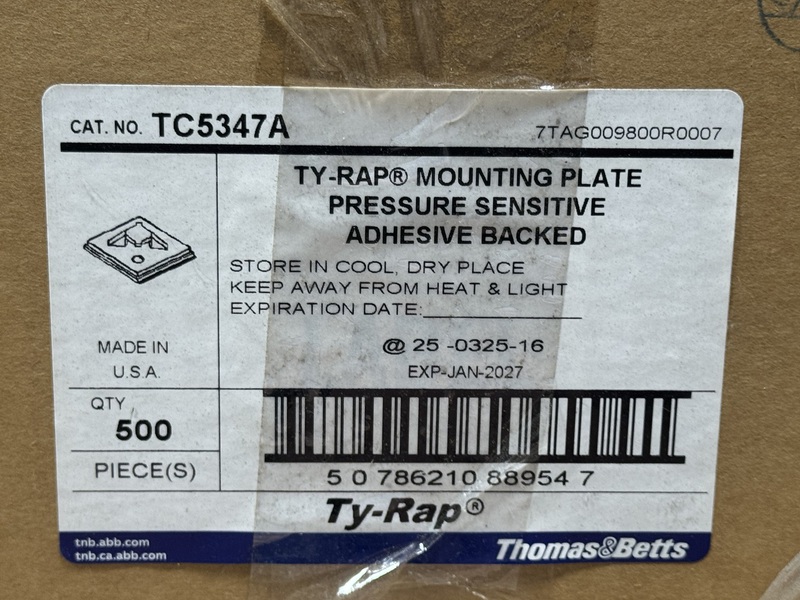 CAT. NO. TC5347A 7TAG009800R0007
TY-RAP® MOUNTING PLATE
PRESSURE SENSITIVE
ADHESIVE BACKED
STORE IN COOL, DRY PLACE
KEEP AWAY FROM HEAT & LIGHT
EXPIRATION DATE:
MADE IN
U.S.A.
@ 25 -0325-16
EXP-JAN-2027
QTY
500
PIECE(S)
5 0 786210 88954 7
Ty-Rap®
tnb.abb.com
tnb.ca.abb.com
Thomas&Betts